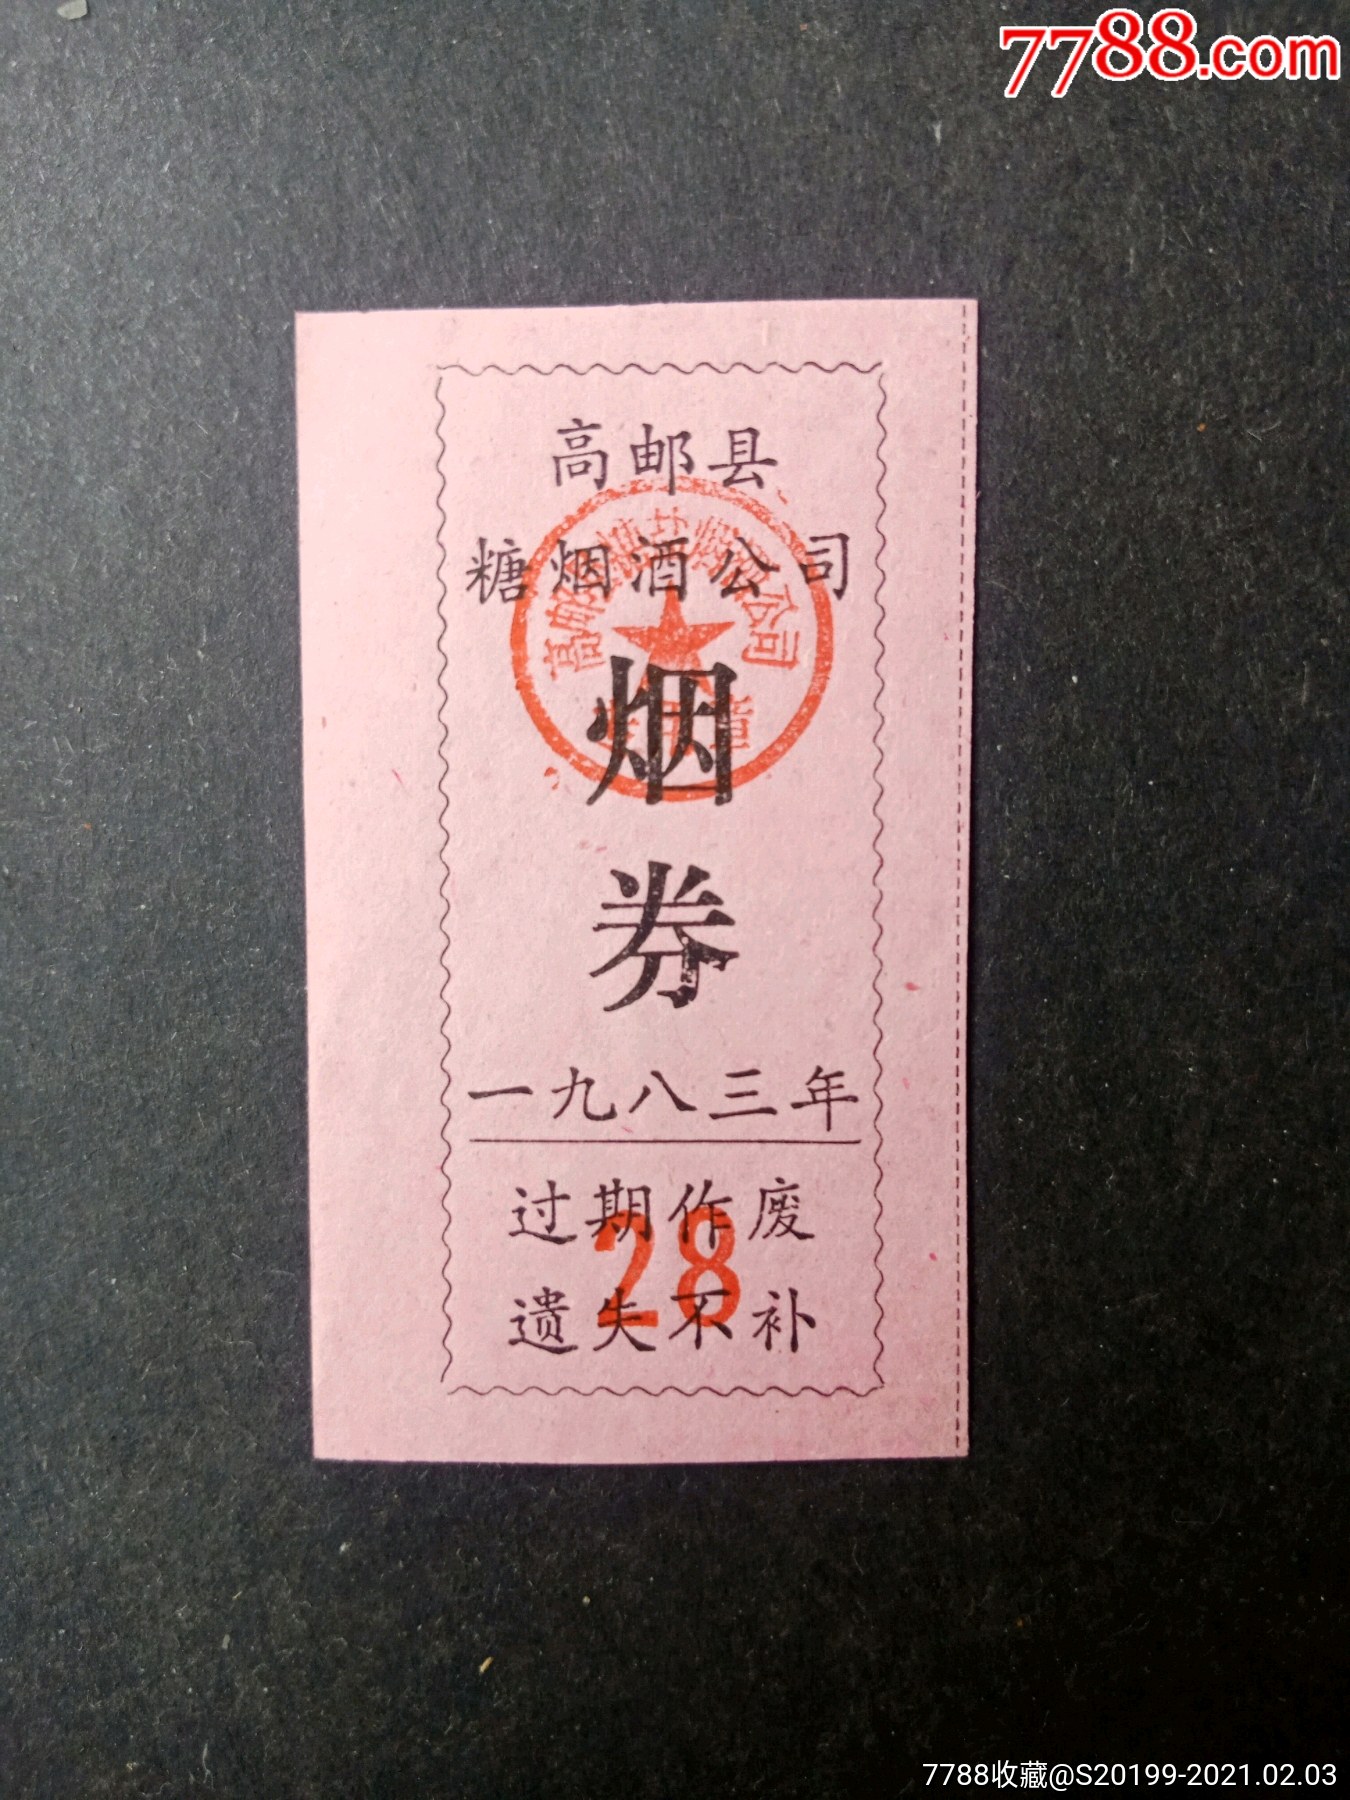 7788.com
高邮县
糖烟酒公司
烟
券
一九八三年
过期作废
28
遗失不补
7788收藏@S20199-2021.02.03